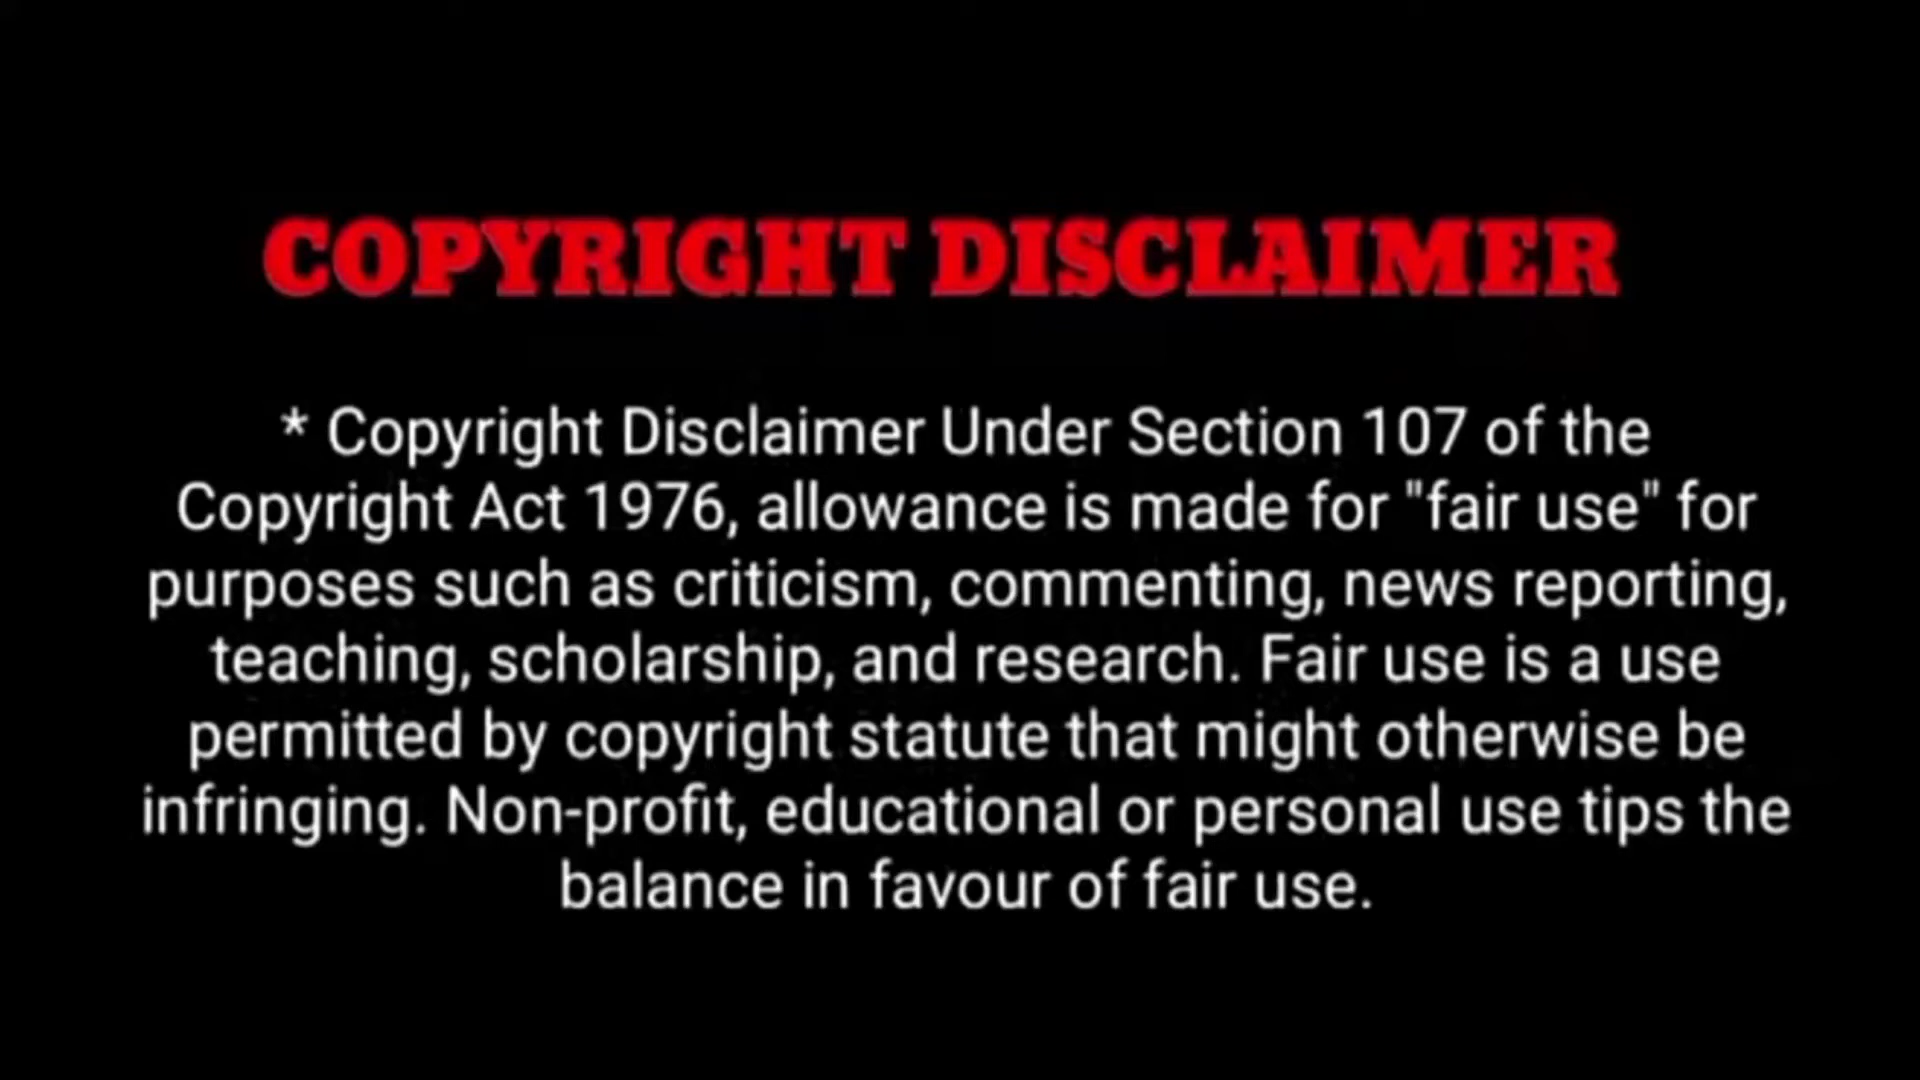 COPYRIGHT DISCLAIMER
* Copyright Disclaimer Under Section 107 of the
Copyright Act 1976, allowance is made for "fair use" for
purposes such as criticism, commenting, news reporting,
teaching, scholarship, and research. Fair use is a use
permitted by copyright statute that might otherwise be
infringing. Non-profit, educational or personal use tips the
balance in favour of fair use.